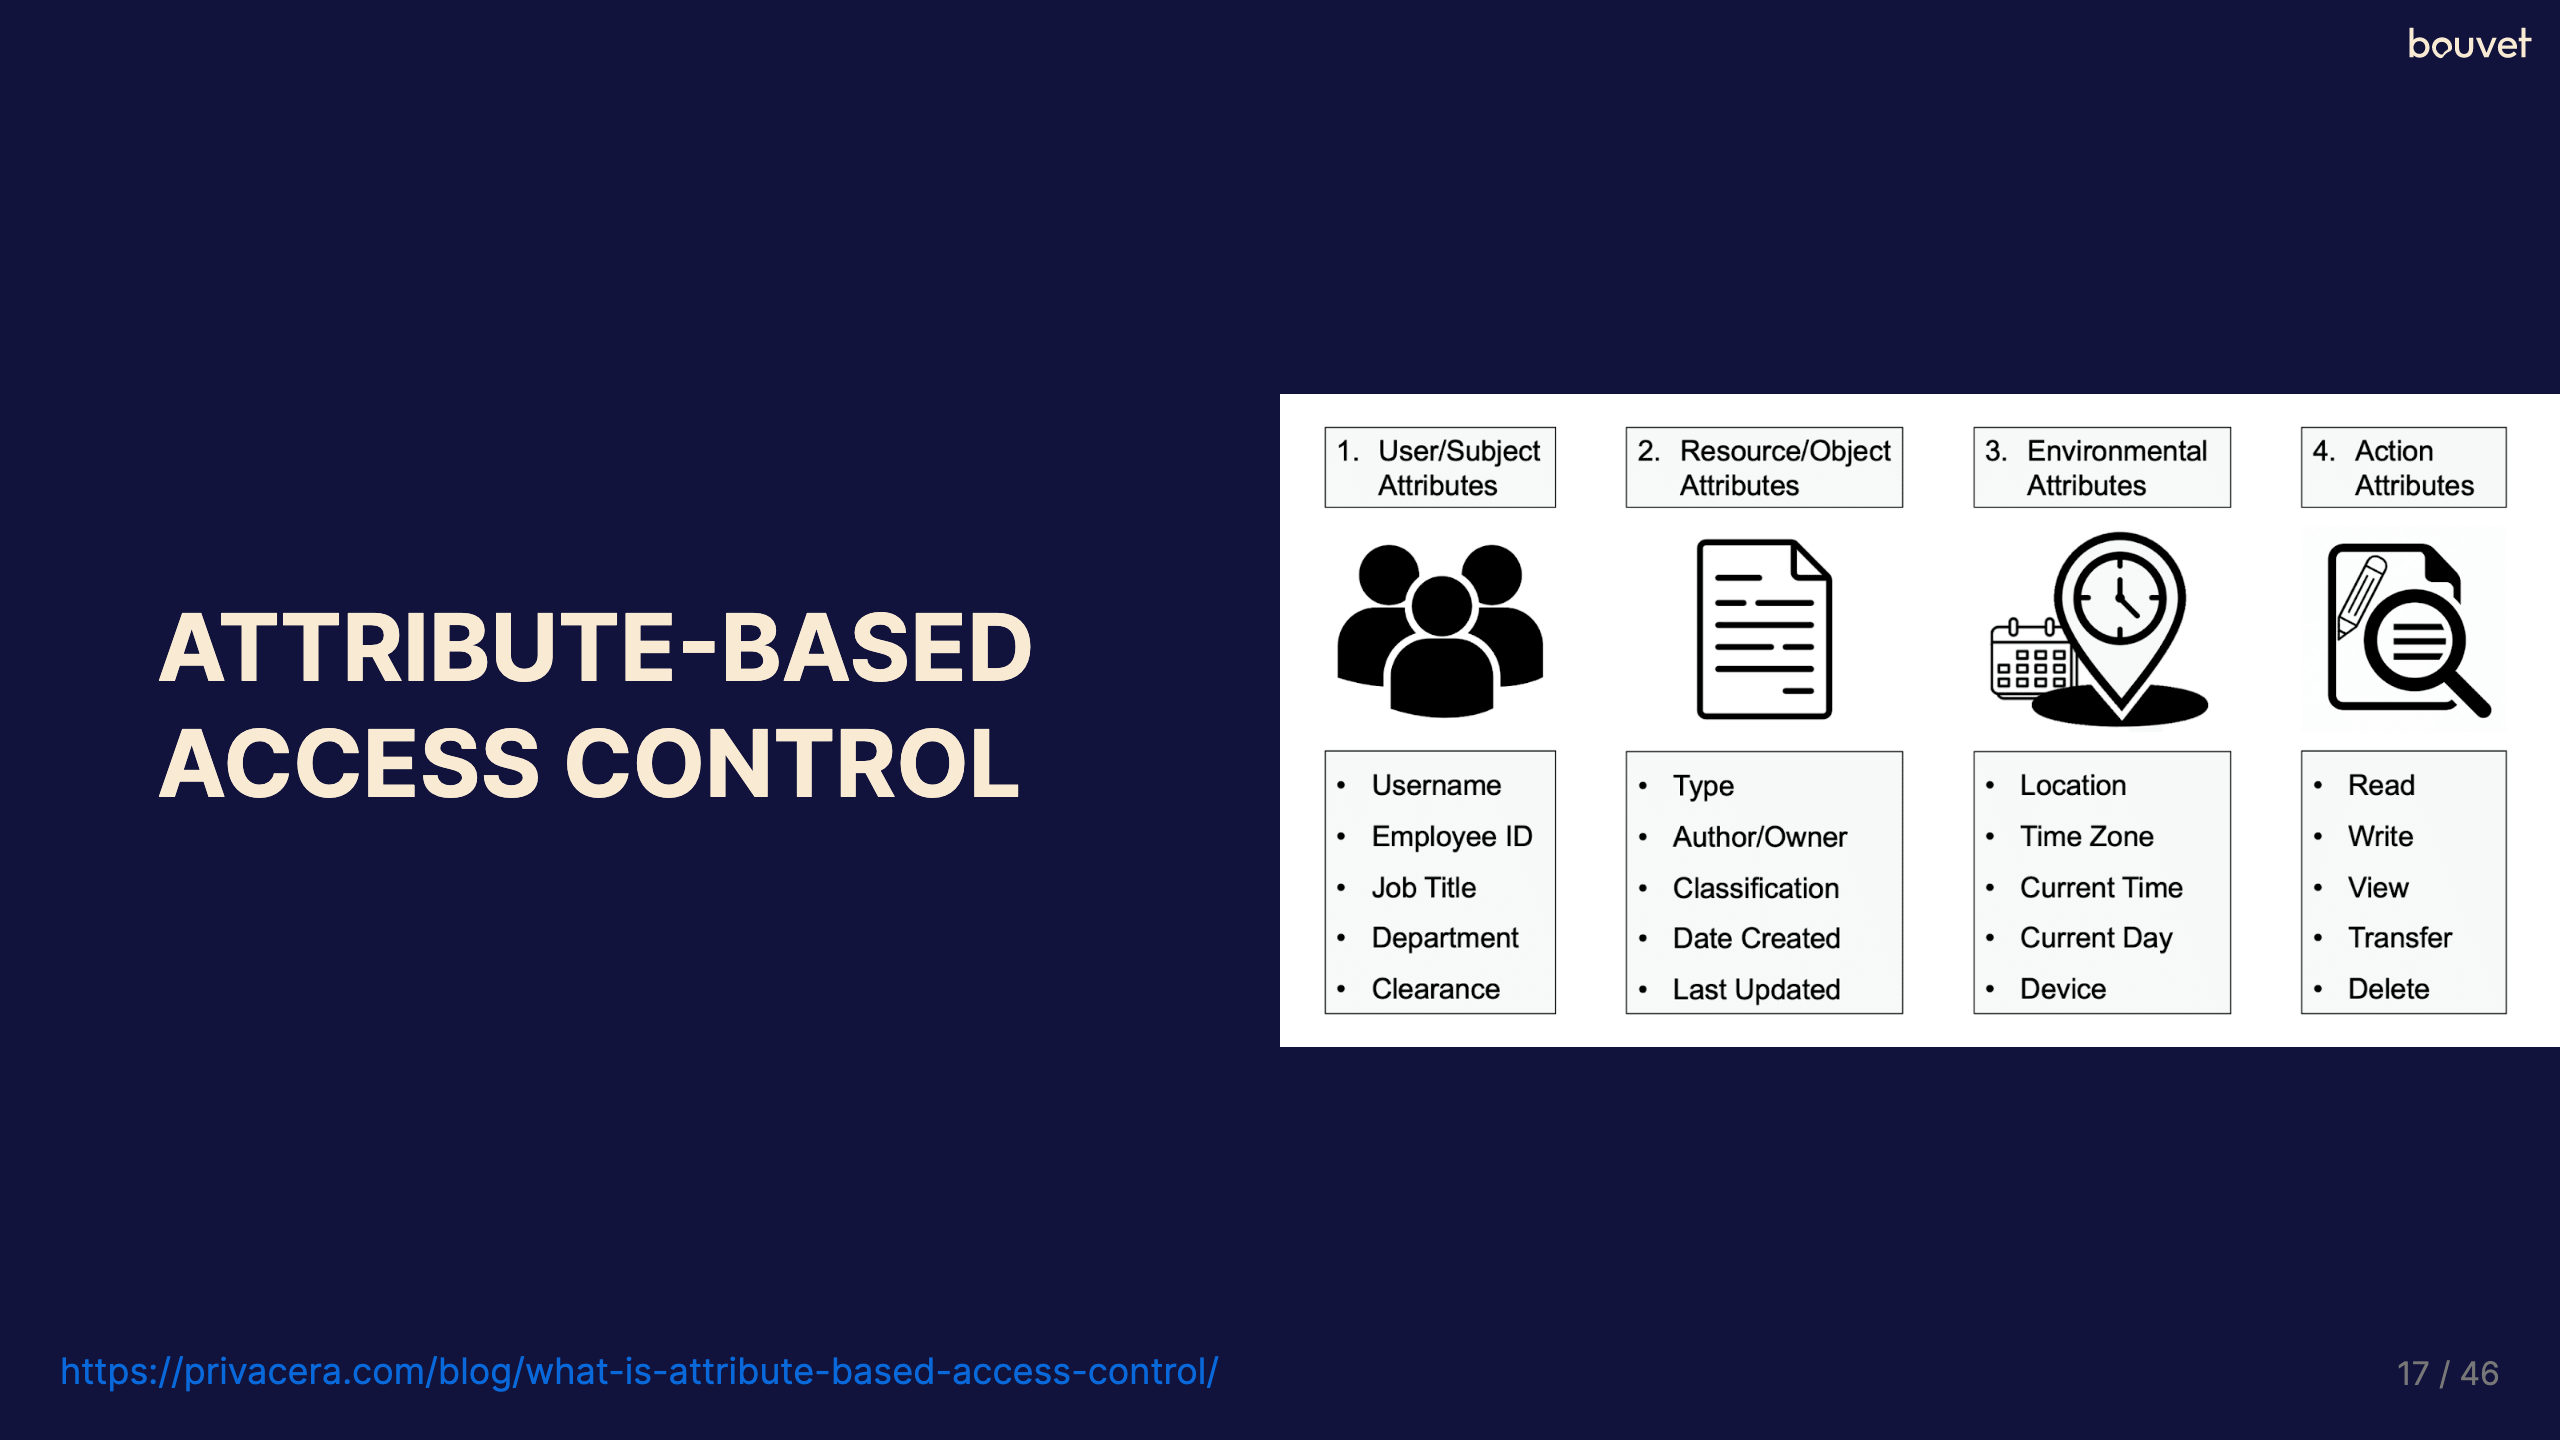 bouvet
ATTRIBUTE-BASED
ACCESS CONTROL
1. User/Subject
Attributes
• Username
• Employee ID
• Job Title
• Department
• Clearance
2. Resource/Object
Attributes
• Type
• Author/Owner
• Classification
• Date Created
• Last Updated
3. Environmental
Attributes
• Location
• Time Zone
• Current Time
• Current Day
• Device
4. Action
Attributes
• Read
• Write
• View
• Transfer
• Delete
https://privacera.com/blog/what-is-attribute-based-access-control/
17 / 46